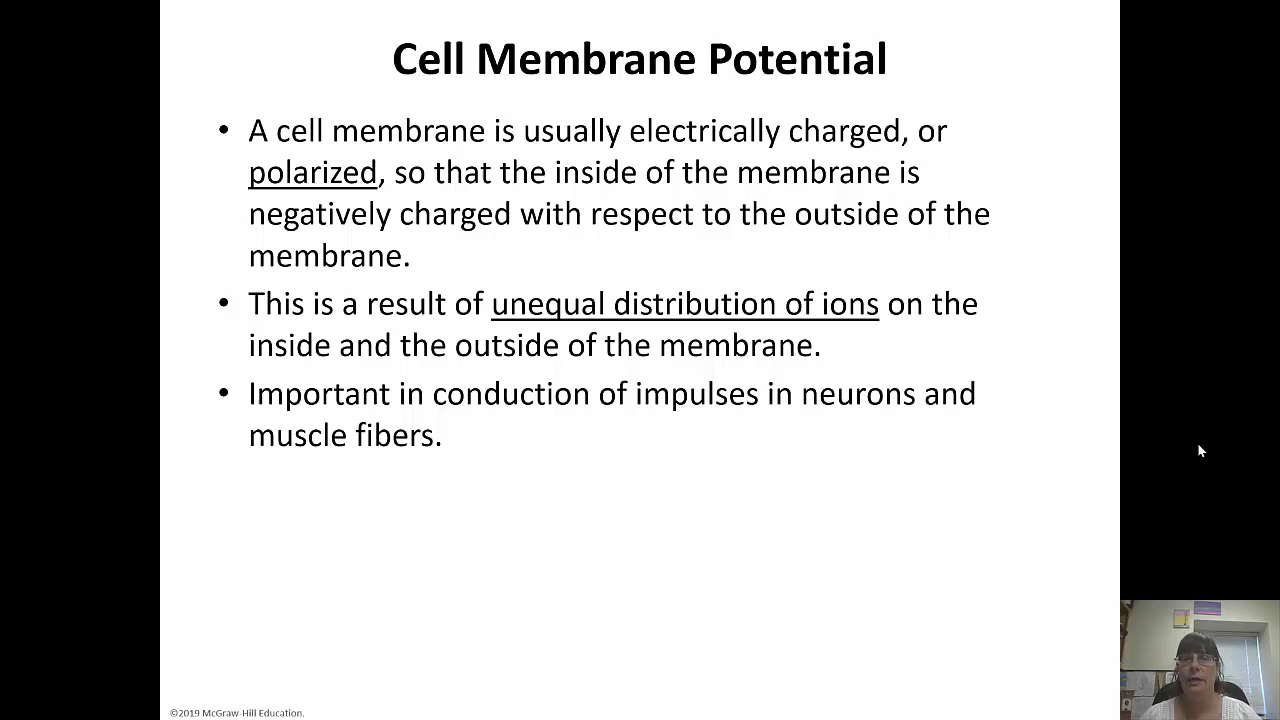 Cell Membrane Potential
• A cell membrane is usually electrically charged, or
polarized, so that the inside of the membrane is
negatively charged with respect to the outside of the
membrane.
• This is a result of unequal distribution of ions on the
inside and the outside of the membrane.
• Important in conduction of impulses in neurons and
muscle fibers.
©2019 McGraw-Hill Education.